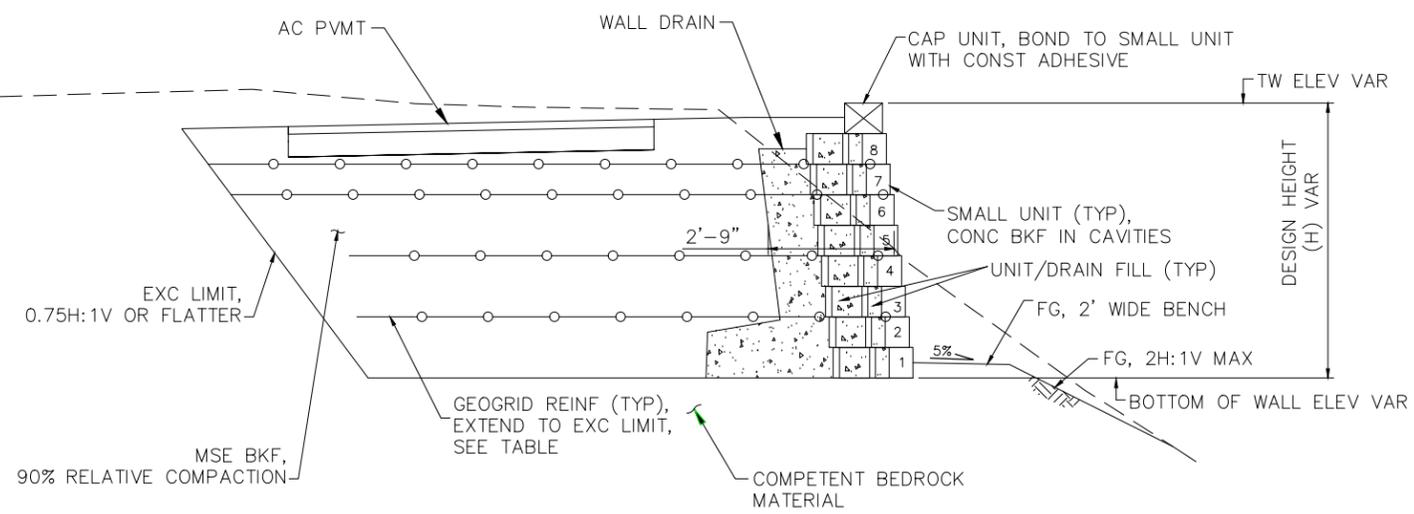 AC PVMT
WALL DRAIN
CAP UNIT, BOND TO SMALL UNIT
WITH CONST ADHESIVE
TW ELEV VAR
8
7
6
5
4
3
2
1
2'-9"
SMALL UNIT (TYP),
CONC BKF IN CAVITIES
UNIT/DRAIN FILL (TYP)
DESIGN HEIGHT
(H) VAR
EXC LIMIT,
0.75H:1V OR FLATTER
FG, 2' WIDE BENCH
5%
FG, 2H:1V MAX
BOTTOM OF WALL ELEV VAR
GEOGRID REINF (TYP),
EXTEND TO EXC LIMIT,
SEE TABLE
MSE BKF,
90% RELATIVE COMPACTION
COMPETENT BEDROCK
MATERIAL